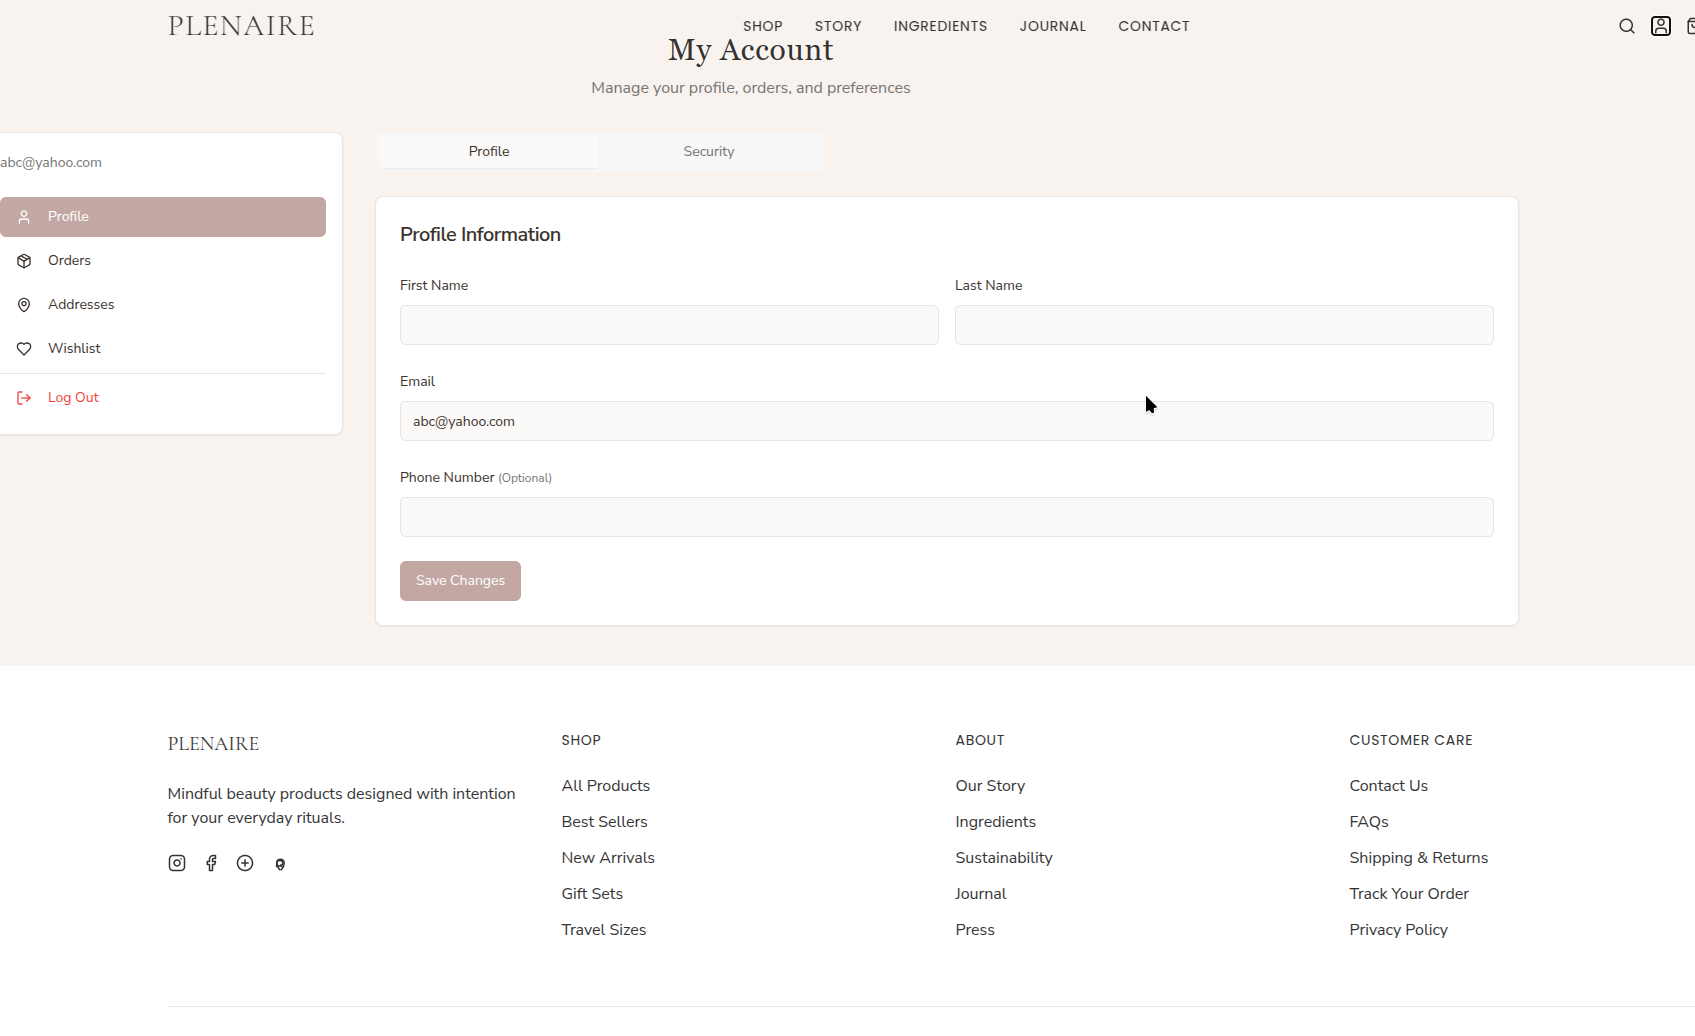 PLENAIRE
SHOP STORY INGREDIENTS JOURNAL CONTACT
My Account
Manage your profile, orders, and preferences
abc@yahoo.com
Profile
Orders
Addresses
Wishlist
Log Out
Profile Security
Profile Information
First Name Last Name
Email
abc@yahoo.com
Phone Number (Optional)
Save Changes
PLENAIRE
Mindful beauty products designed with intention
for your everyday rituals.
SHOP
All Products
Best Sellers
New Arrivals
Gift Sets
Travel Sizes
ABOUT
Our Story
Ingredients
Sustainability
Journal
Press
CUSTOMER CARE
Contact Us
FAQs
Shipping & Returns
Track Your Order
Privacy Policy